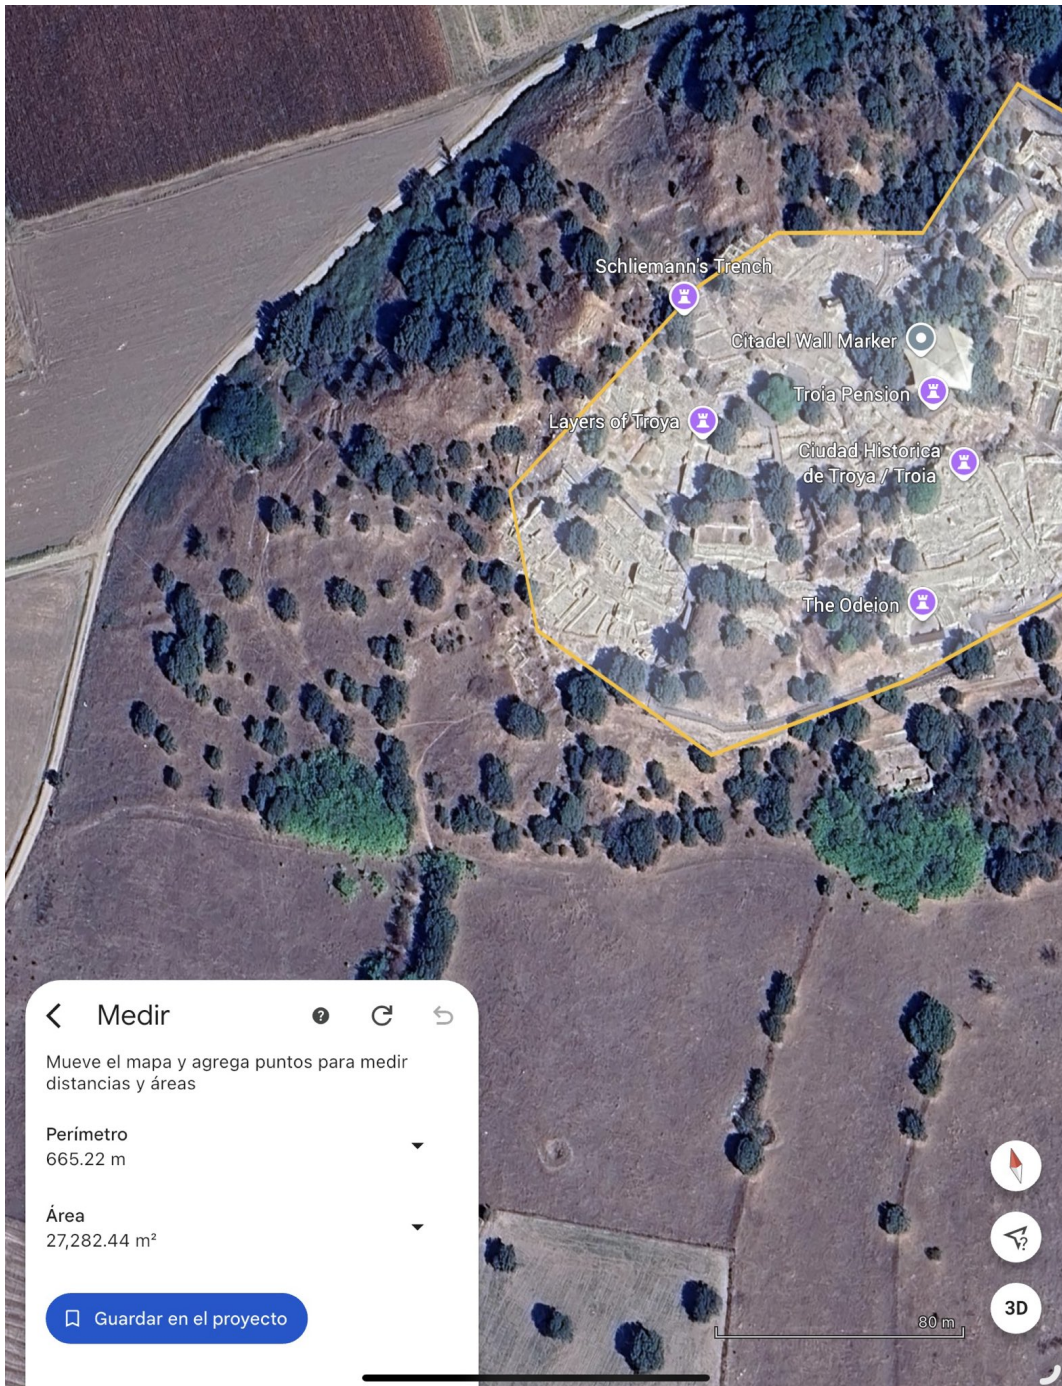 Schliemann's Trench
Citadel Wall Marker
Troia Pension
Layers of Troya
Ciudad Historica
de Troya / Troia
The Odeion
Medir
?
Mueve el mapa y agrega puntos para medir
distancias y áreas
Perímetro
665.22 m
Área
27,282.44 m²
Guardar en el proyecto
?
3D
80 m